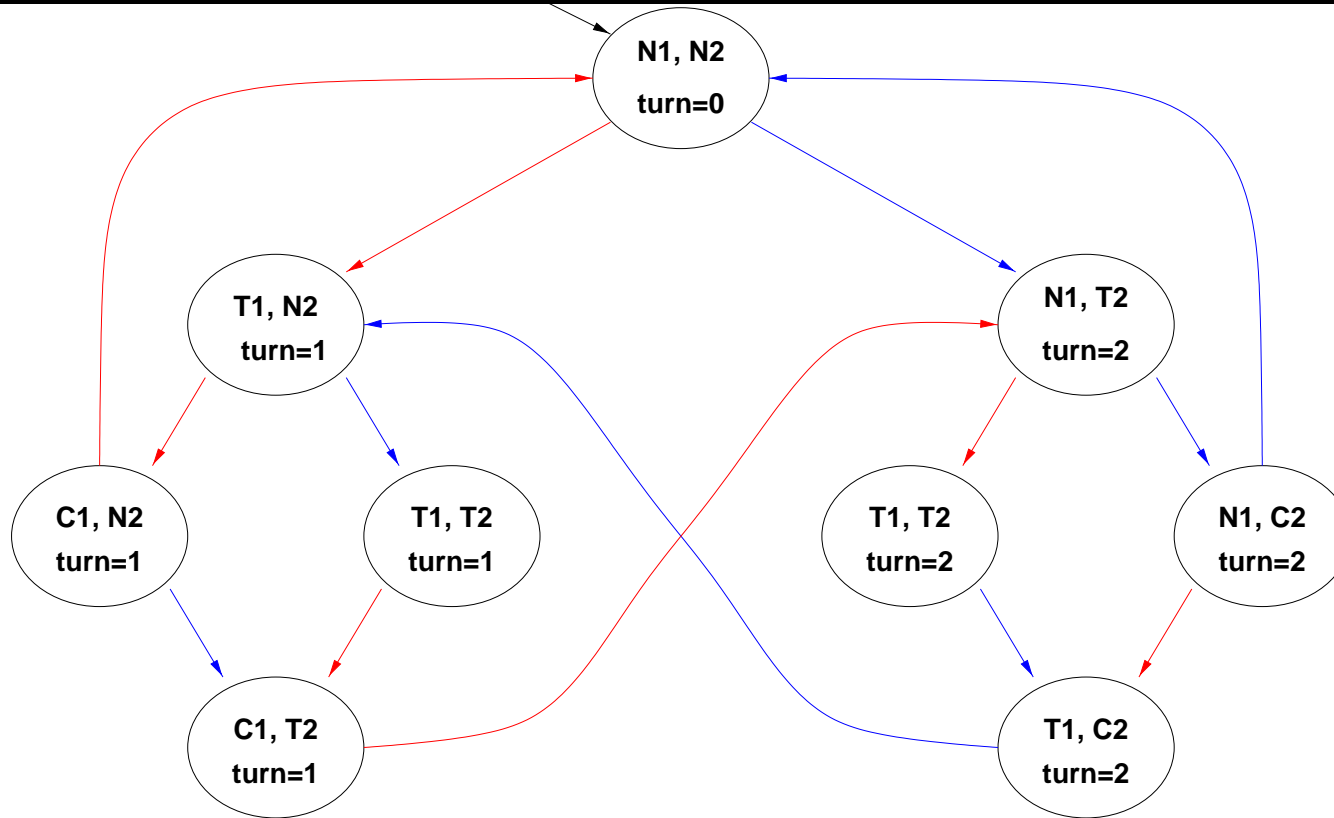 N1, N2
turn=0
T1, N2
turn=1
N1, T2
turn=2
C1, N2
turn=1
T1, T2
turn=1
T1, T2
turn=2
N1, C2
turn=2
C1, T2
turn=1
T1, C2
turn=2